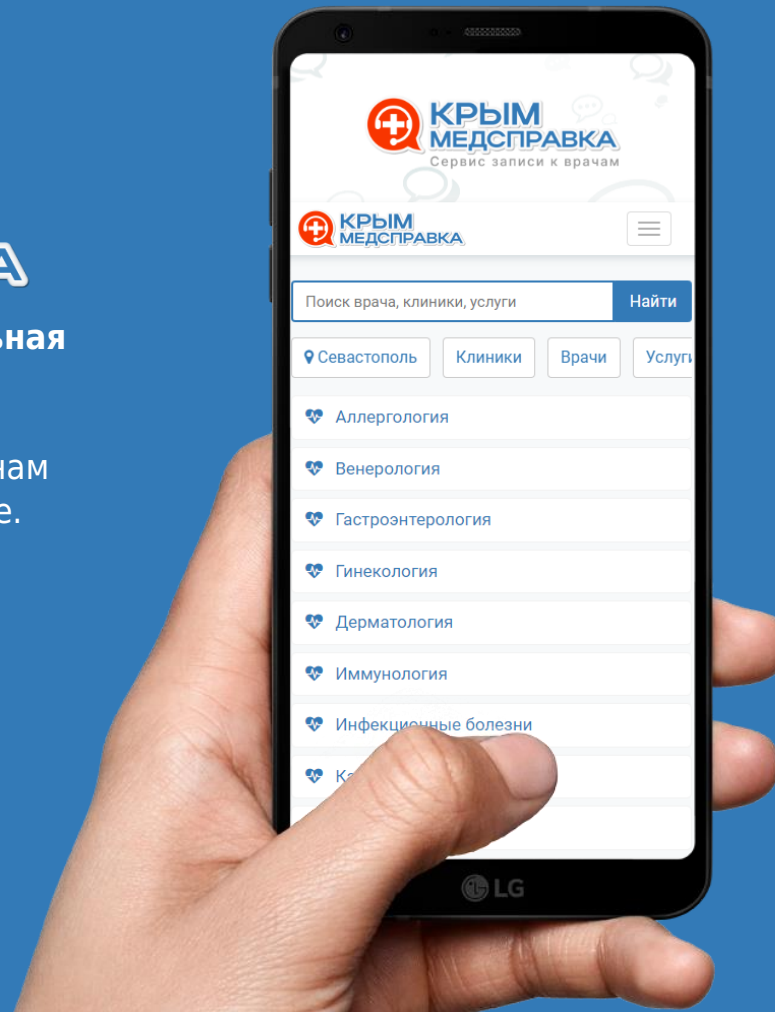 А
ьная
нам
е.
КРЫМ
МЕДСПРАВКА
Сервис записи к врачам
КРЫМ
МЕДСПРАВКА
Поиск врача, клиники, услуги Найти
Севастополь Клиники Врачи Услуги
Аллергология
Венерология
Гастроэнтерология
Гинекология
Дерматология
Иммунология
Инфекционные болезни
LG